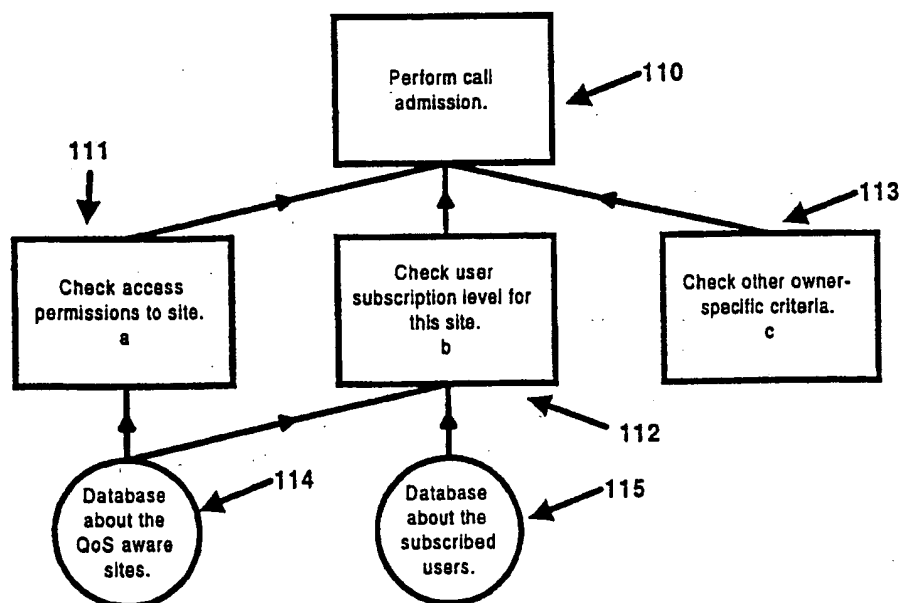 Perform call
admission.
110
111
113
Check access
permissions to site.
a
Check user
subscription level for
this site.
b
Check other owner-
specific criteria.
c
112
Database
about the
QoS aware
sites.
114
Database
about the
subscribed
users.
115